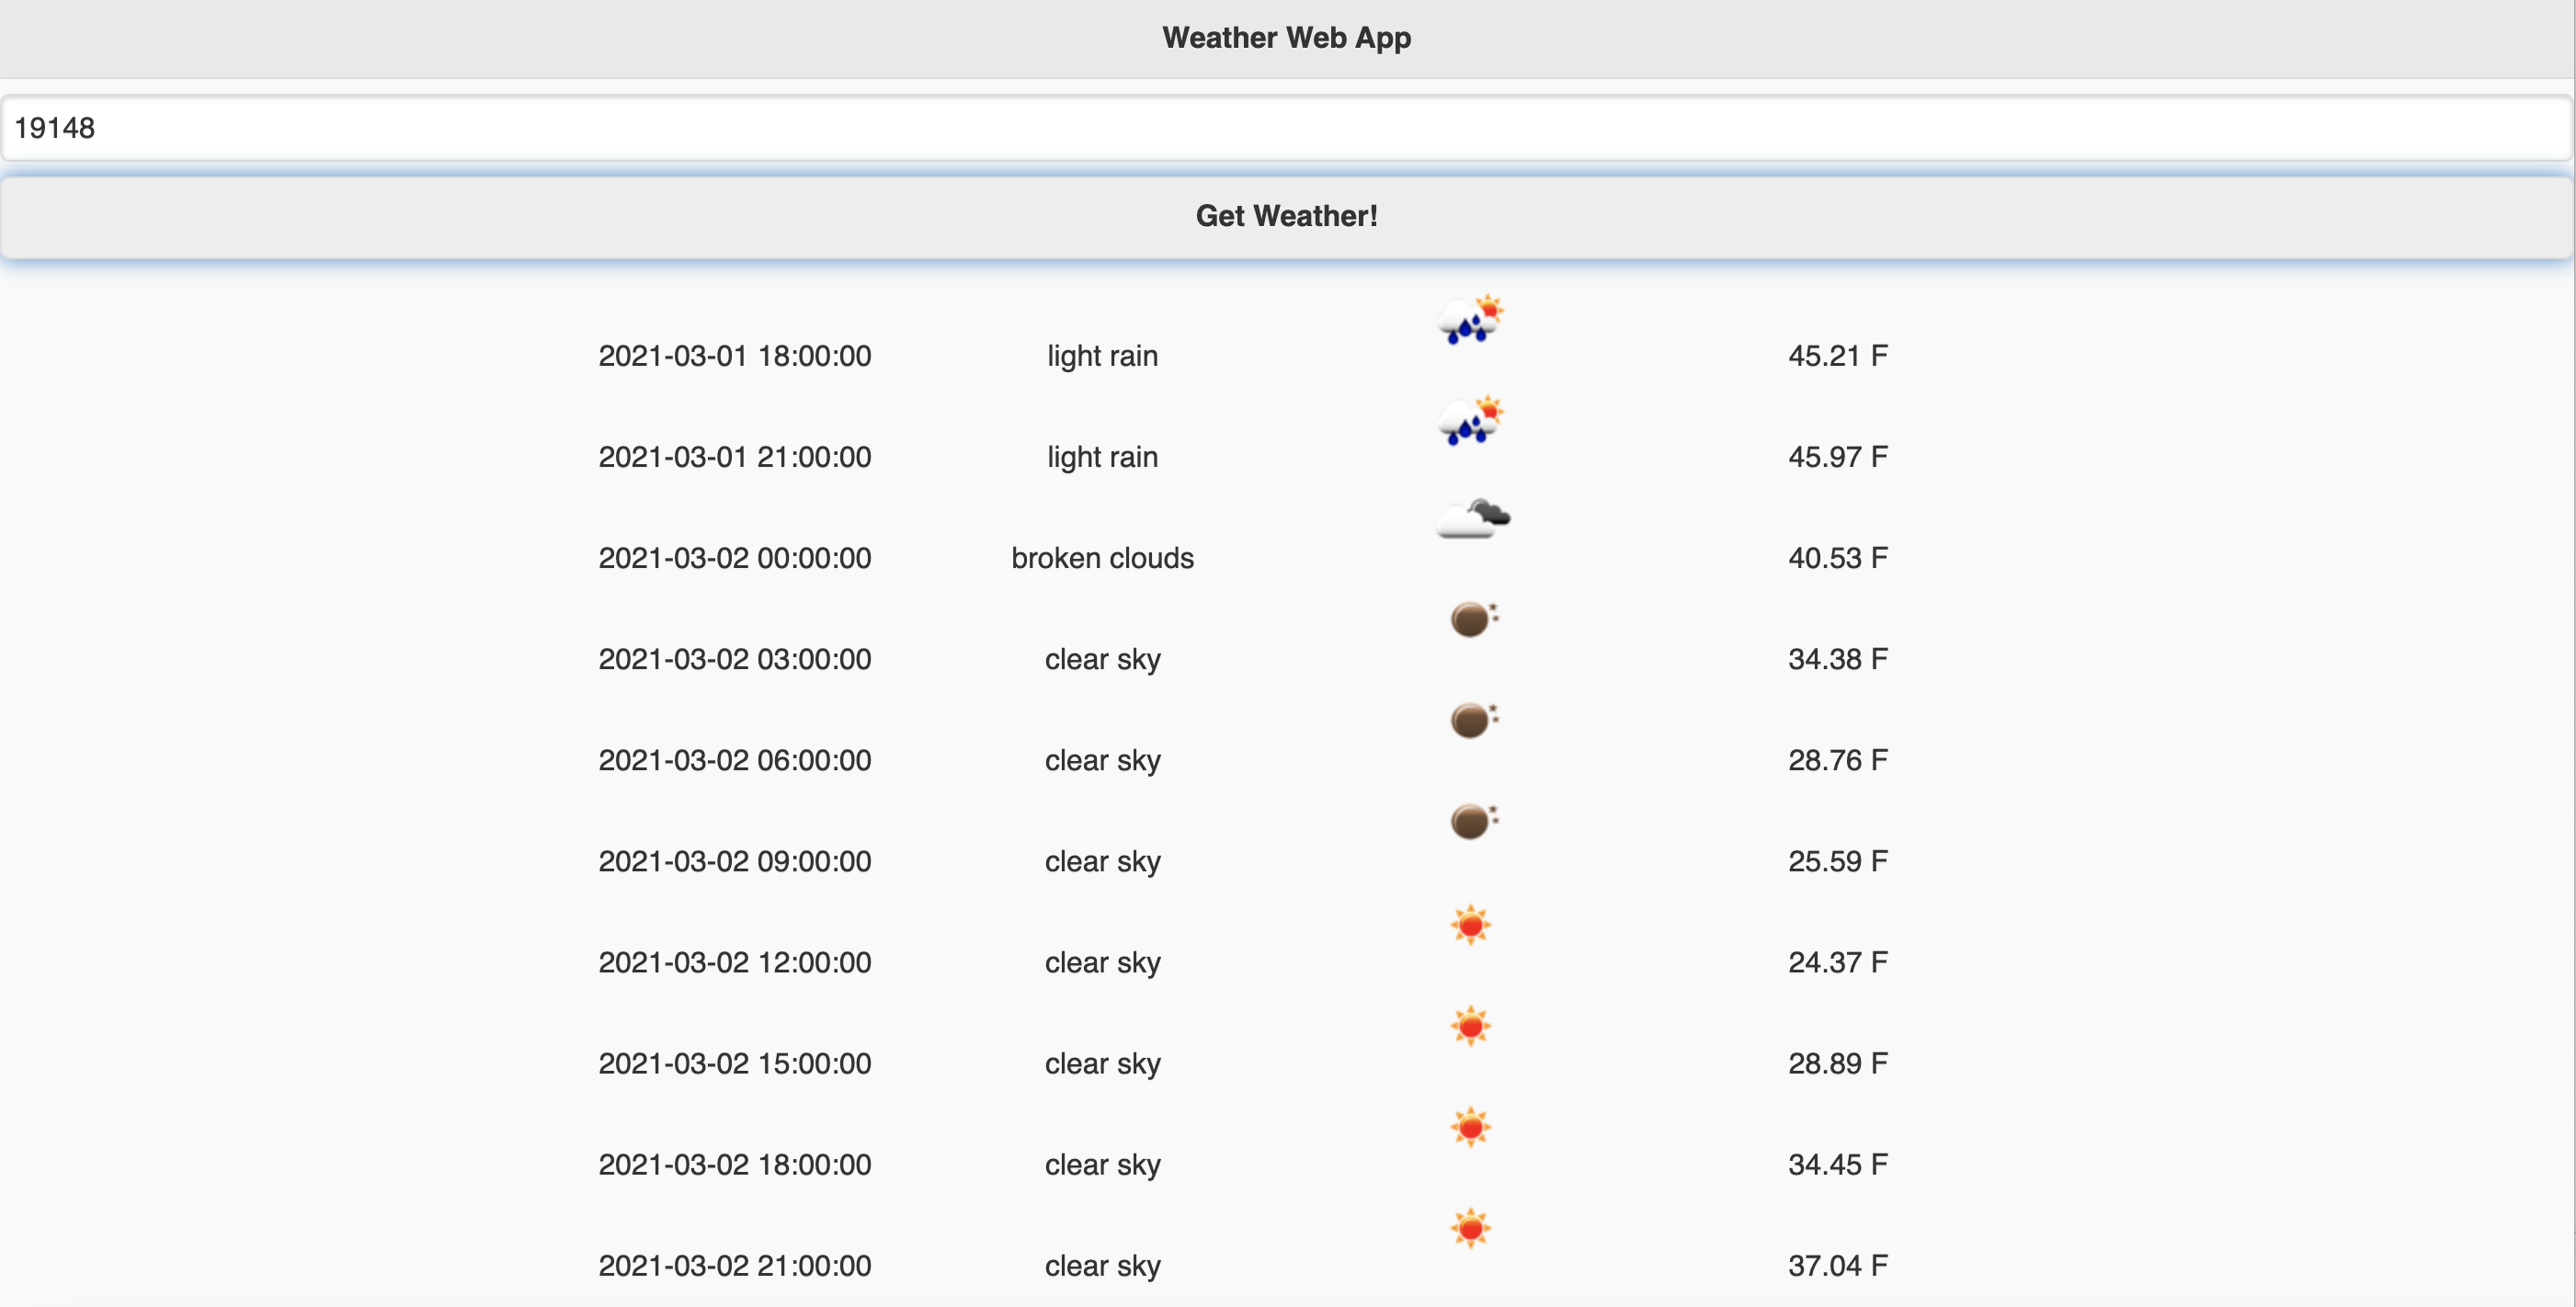 Weather Web App
19148
Get Weather!
2021-03-01 18:00:00 light rain 45.21 F
2021-03-01 21:00:00 light rain 45.97 F
2021-03-02 00:00:00 broken clouds 40.53 F
2021-03-02 03:00:00 clear sky 34.38 F
2021-03-02 06:00:00 clear sky 28.76 F
2021-03-02 09:00:00 clear sky 25.59 F
2021-03-02 12:00:00 clear sky 24.37 F
2021-03-02 15:00:00 clear sky 28.89 F
2021-03-02 18:00:00 clear sky 34.45 F
2021-03-02 21:00:00 clear sky 37.04 F